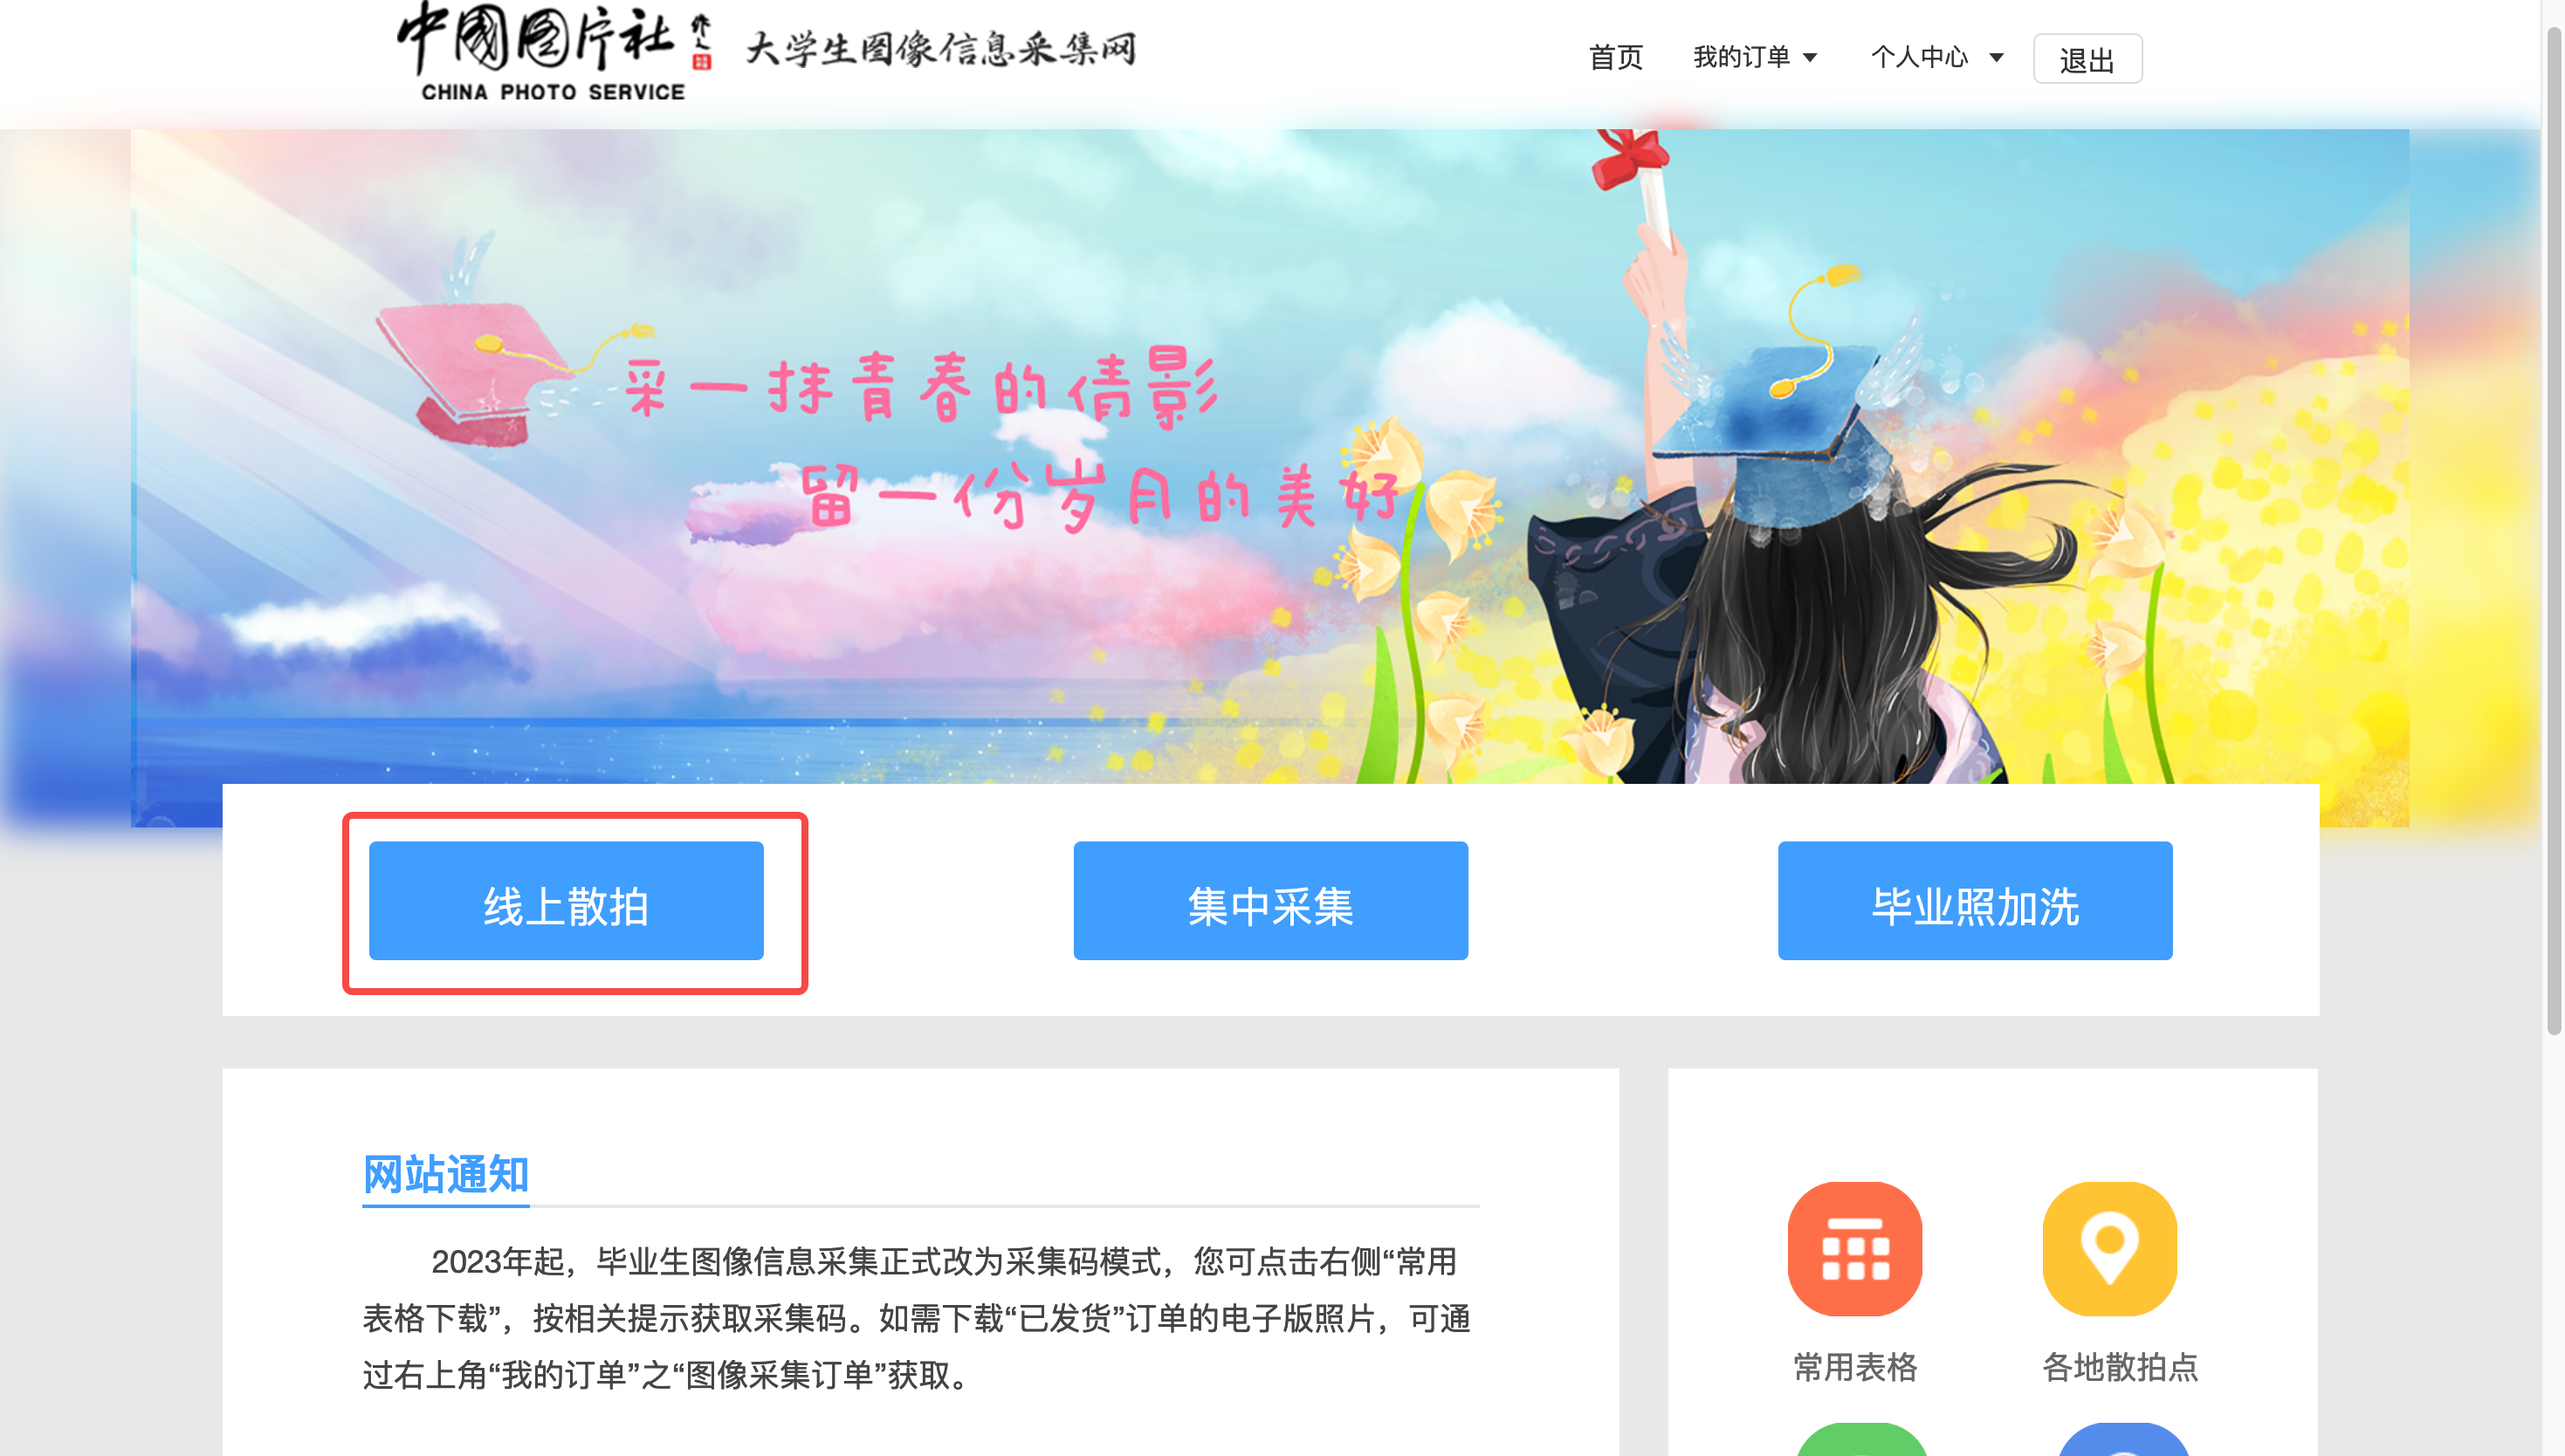 中國图片社
CHINA PHOTO SERVICE
大学生图像信息采集网
首页 我的订单 个人中心 退出
采一抹青春的倩影
留一份岁月的美好
线上散拍 集中采集 毕业照加洗
网站通知
2023年起，毕业生图像信息采集正式改为采集码模式，您可点击右侧“常用
表格下载”，按相关提示获取采集码。如需下载“已发货”订单的电子版照片，可通
过右上角“我的订单”之“图像采集订单”获取。
常用表格 各地散拍点